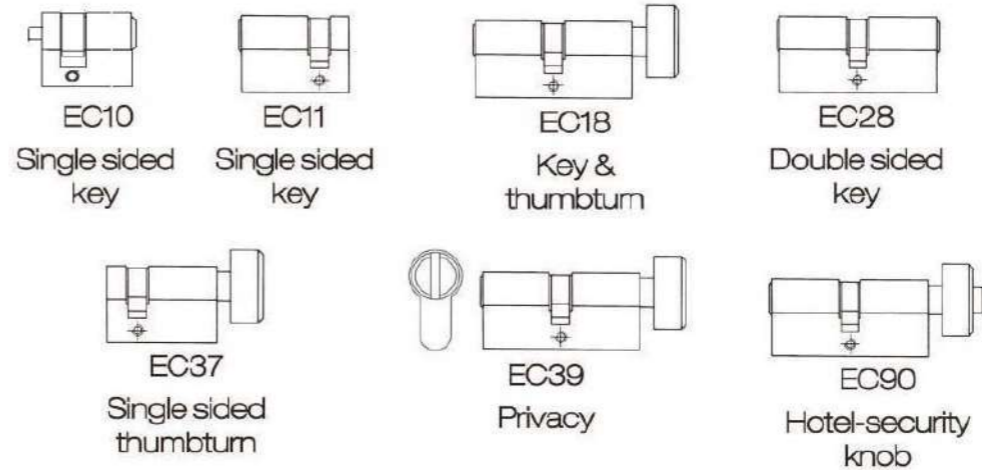 EC10
Single sided
key
EC11
Single sided
key
EC18
Key &
thumbturn
EC28
Double sided
key
EC37
Single sided
thumbturn
EC39
Privacy
EC90
Hotel-security
knob